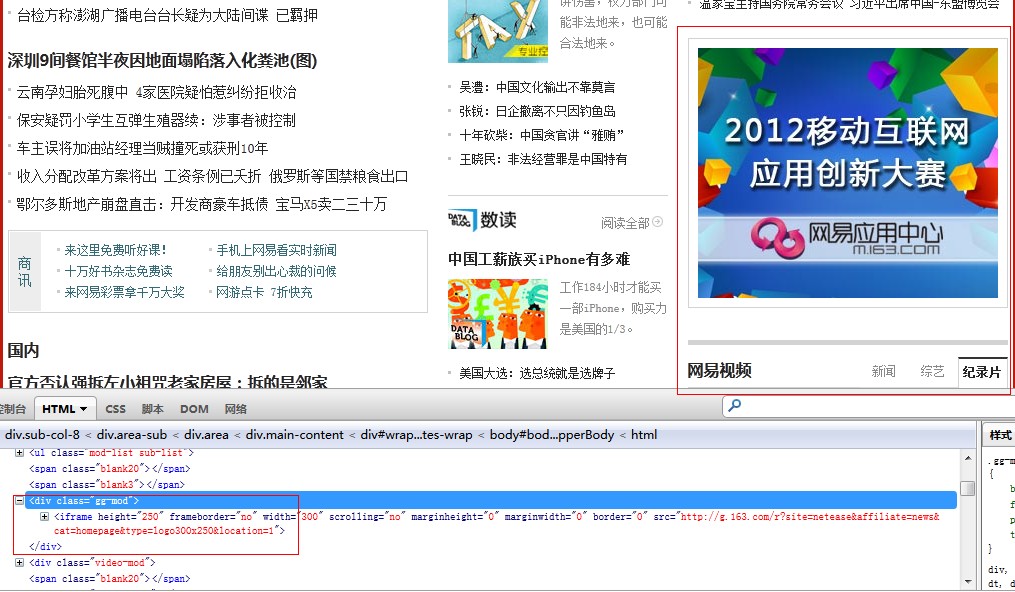 台检方称澎湖广播电台台长疑为大陆间谍 已羁押
深圳9间餐馆半夜因地面塌陷落入化粪池(图)
云南孕妇胎死腹中 4家医院疑怕惹纠纷拒收治
保安疑罚小学生互弹生殖器续：涉事者被控制
车主误将加油站经理当贼撞死或获刑10年
收入分配改革方案将出 工资条例已夭折 俄罗斯等国禁粮食出口
鄂尔多斯地产崩盘直击：开发商豪车抵债 宝马X5卖二三十万
商讯
来这里免费听好课！ 手机上网易看实时新闻
十万好书杂志免费读 给朋友别出心裁的问候
来网易彩票拿千万大奖 网游点卡 7折快充
国内
官方否认强拆左小祖咒老家房屋：拆的是邻家
TAX
专业控
讲伤害，权力部门可
能非法地来，也可能
合法地来。
吴澧：中国文化输出不靠莫言
张锐：日企撤离不只因钓鱼岛
十年砍柴：中国贪官讲“雅贿”
王晓民：非法经营罪是中国特有
DATA BLOG 数读 阅读全部
中国工薪族买iPhone有多难
DATA BLOG
工作184小时才能买
一部iPhone，购买力
是美国的1/3。
美国大选：选总统就是选牌子
温家宝主持国务院常务会议 习近平出席中国-东盟博览会
2012移动互联网
应用创新大赛
网易应用中心
m.163.com
网易视频 新闻 综艺 纪录片
控制台 HTML CSS 脚本 DOM 网络
div.sub-col-8 < div.area-sub < div.area < div.main-content < div#wrap...tes-wrap < body#bod...pperBody < html
样式
<ul class="mod-list sub-list">
<span class="blank20"></span>
<span class="blank3"></span>
<div class="gg-mod">
<iframe height="250" frameborder="no" width="300" scrolling="no" marginheight="0" marginwidth="0" border="0" src="http://g.163.com/r?site=netease&affiliate=news&
cat=homepage&type=logo300x250&location=1">
</div>
<div class="video-mod">
<span class="blank20"></span>
.gg-m
{
b
f
p
t
}
div,
dt, d